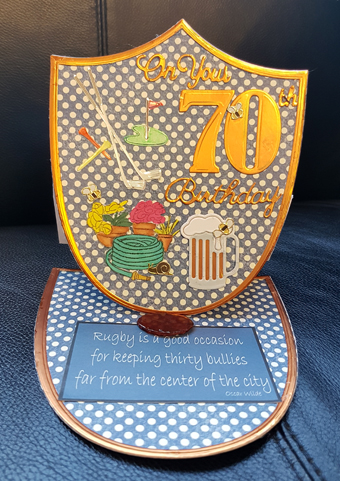 On Your
70th
Birthday
Rugby is a good occasion
for keeping thirty bullies
far from the center of the city
Oscar Wilde